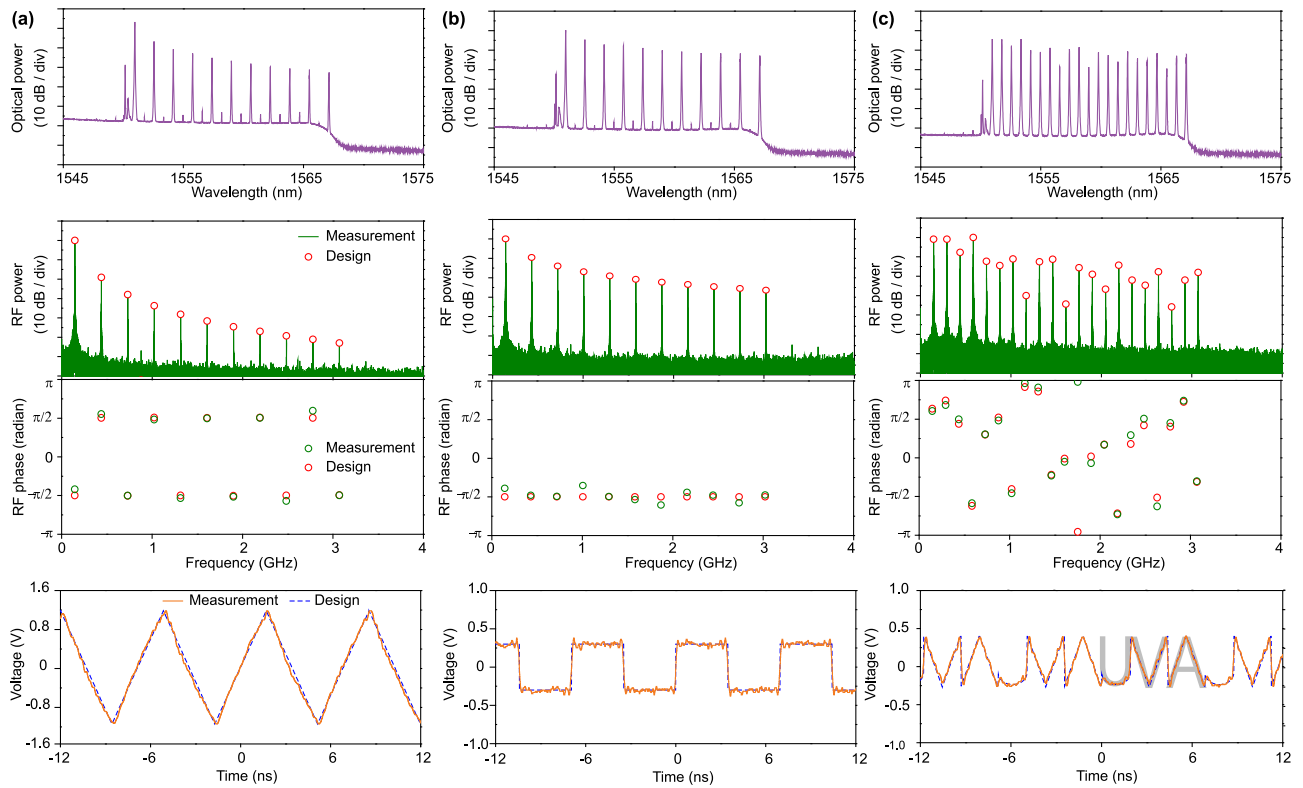 (a)
Optical power
(10 dB / div)
1545
1555
1565
1575
Wavelength (nm)
(b)
Optical power
(10 dB / div)
1545
1555
1565
1575
Wavelength (nm)
(c)
Optical power
(10 dB / div)
1545
1555
1565
1575
Wavelength (nm)
RF power
(10 dB / div)
Measurement
Design
RF power
(10 dB / div)
RF power
(10 dB / div)
RF phase (radian)
π
π/2
0
−π/2
−π
Measurement
Design
0
1
2
3
4
Frequency (GHz)
RF phase (radian)
π
π/2
0
−π/2
−π
0
1
2
3
4
Frequency (GHz)
RF phase (radian)
π
π/2
0
−π/2
−π
0
1
2
3
4
Frequency (GHz)
Voltage (V)
1.6
0.8
0
-0.8
-1.6
Measurement
Design
-12
-6
0
6
12
Time (ns)
Voltage (V)
1.0
0.5
0
-0.5
-1.0
-12
-6
0
6
12
Time (ns)
Voltage (V)
1.0
0.5
0
-0.5
-1.0
UVA
-12
-6
0
6
12
Time (ns)